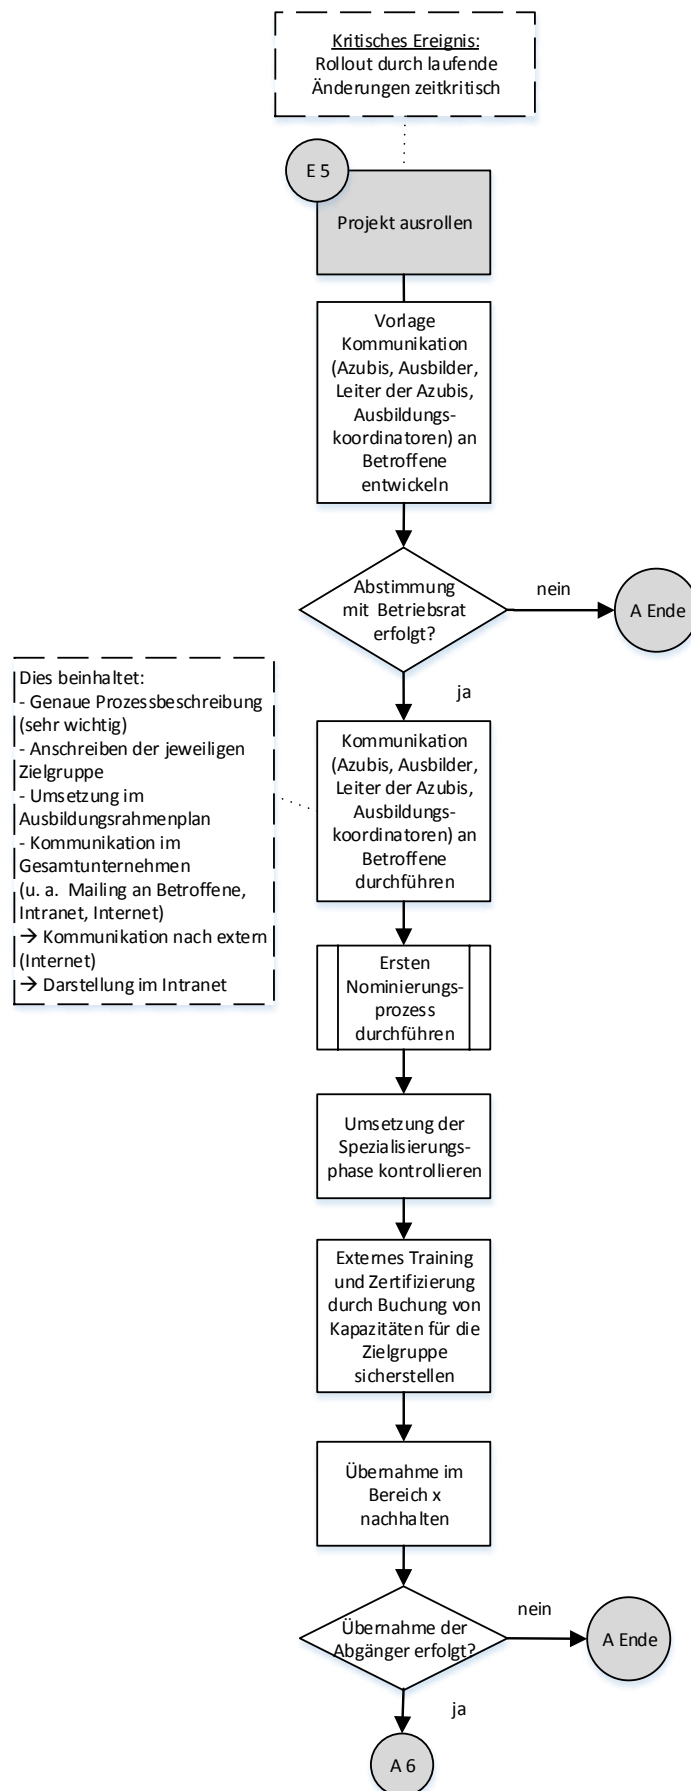 Kritisches Ereignis:
Rollout durch laufende
Änderungen zeitkritisch
E 5
Projekt ausrollen
Vorlage
Kommunikation
(Azubis, Ausbilder,
Leiter der Azubis,
Ausbildungs-
koordinatoren) an
Betroffene
entwickeln
Abstimmung
mit Betriebsrat
erfolgt?
nein
A Ende
ja
Dies beinhaltet:
- Genaue Prozessbeschreibung
(sehr wichtig)
- Anschreiben der jeweiligen
Zielgruppe
- Umsetzung im
Ausbildungsrahmenplan
- Kommunikation im
Gesamtunternehmen
(u. a. Mailing an Betroffene,
Intranet, Internet)
→ Kommunikation nach extern
(Internet)
→ Darstellung im Intranet
Kommunikation
(Azubis, Ausbilder,
Leiter der Azubis,
Ausbildungs-
koordinatoren) an
Betroffene
durchführen
Ersten
Nominierungs-
prozess
durchführen
Umsetzung der
Spezialisierungs-
phase kontrollieren
Externes Training
und Zertifizierung
durch Buchung von
Kapazitäten für die
Zielgruppe
sicherstellen
Übernahme im
Bereich x
nachhalten
Übernahme der
Abgänger erfolgt?
nein
A Ende
ja
A 6